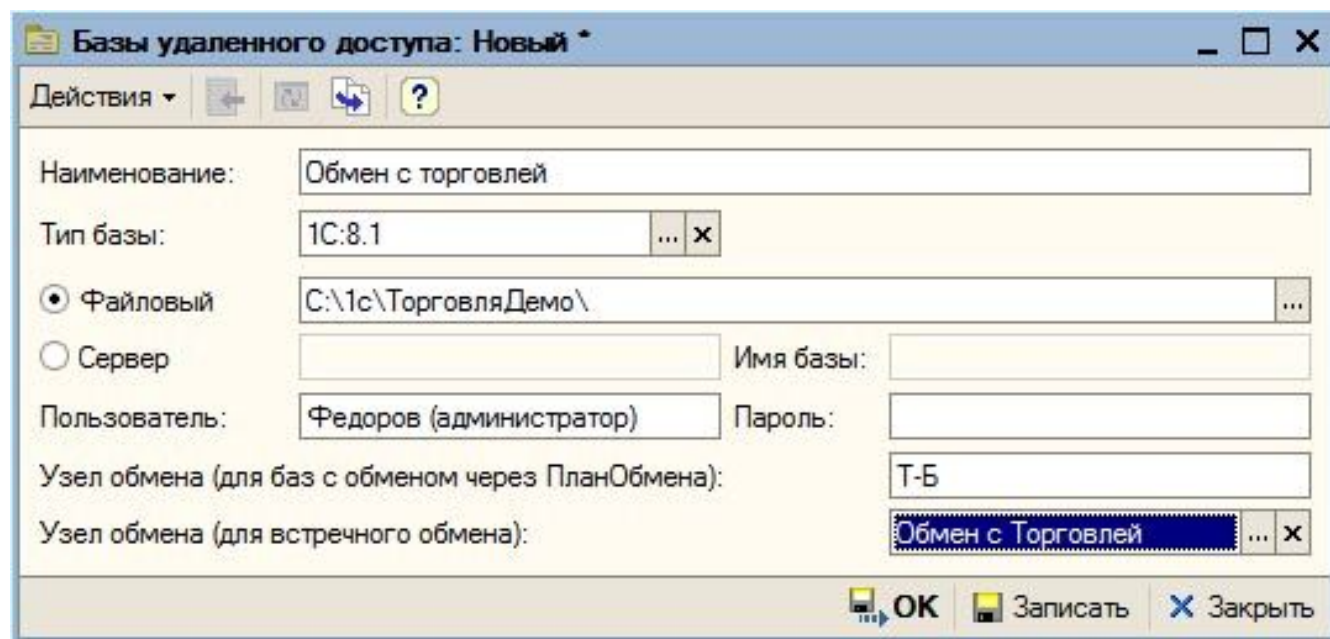 Базы удаленного доступа: Новый *
Действия
Наименование: Обмен с торговлей
Тип базы: 1С:8.1 ... x
Файловый C:\1c\ТорговляДемо\ ...
Сервер Имя базы:
Пользователь: Федоров (администратор) Пароль:
Узел обмена (для баз с обменом через ПланОбмена): Т-Б
Узел обмена (для встречного обмена): Обмен с Торговлей ... x
OK Записать Закрыть